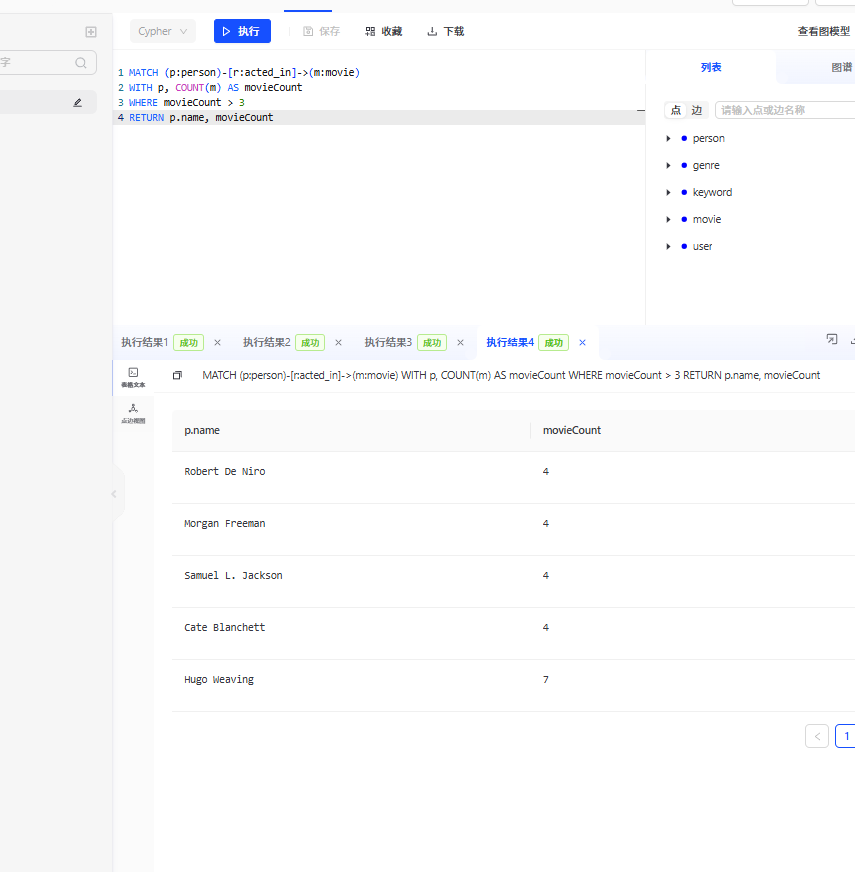 Cypher
执行
保存
收藏
下载
查看图模型
字
1 MATCH (p:person)-[r:acted_in]->(m:movie)
2 WITH p, COUNT(m) AS movieCount
3 WHERE movieCount > 3
4 RETURN p.name, movieCount
列表
图谱
点 边 请输入点或边名称
person
genre
keyword
movie
user
执行结果1 成功
执行结果2 成功
执行结果3 成功
执行结果4 成功
表格文本
MATCH (p:person)-[r:acted_in]->(m:movie) WITH p, COUNT(m) AS movieCount WHERE movieCount > 3 RETURN p.name, movieCount
点边视图
p.name movieCount
Robert De Niro 4
Morgan Freeman 4
Samuel L. Jackson 4
Cate Blanchett 4
Hugo Weaving 7
1